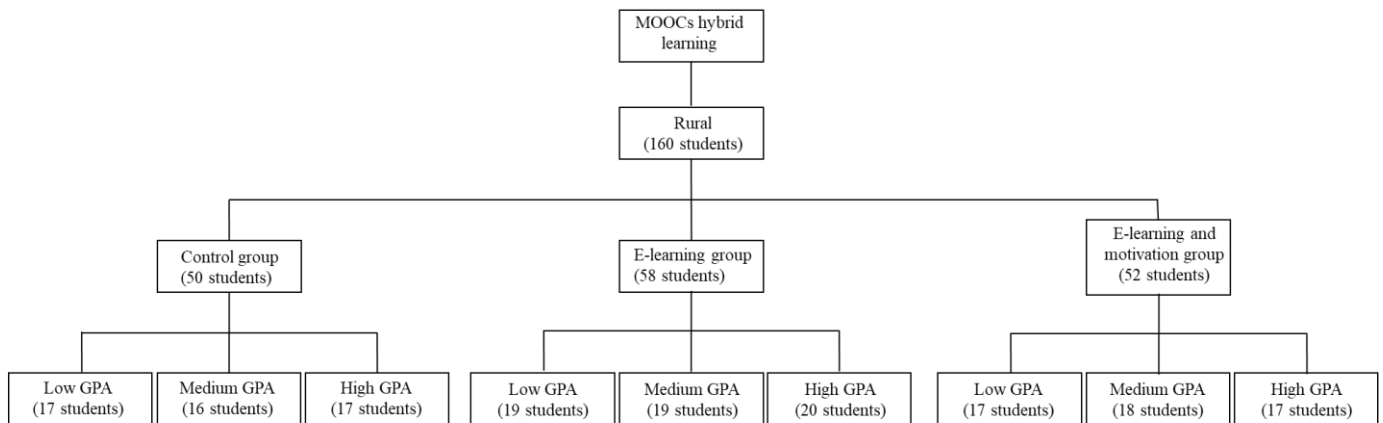 MOOCs hybrid
learning
Rural
(160 students)
Control group
(50 students)
E-learning group
(58 students)
E-learning and
motivation group
(52 students)
Low GPA
(17 students)
Medium GPA
(16 students)
High GPA
(17 students)
Low GPA
(19 students)
Medium GPA
(19 students)
High GPA
(20 students)
Low GPA
(17 students)
Medium GPA
(18 students)
High GPA
(17 students)